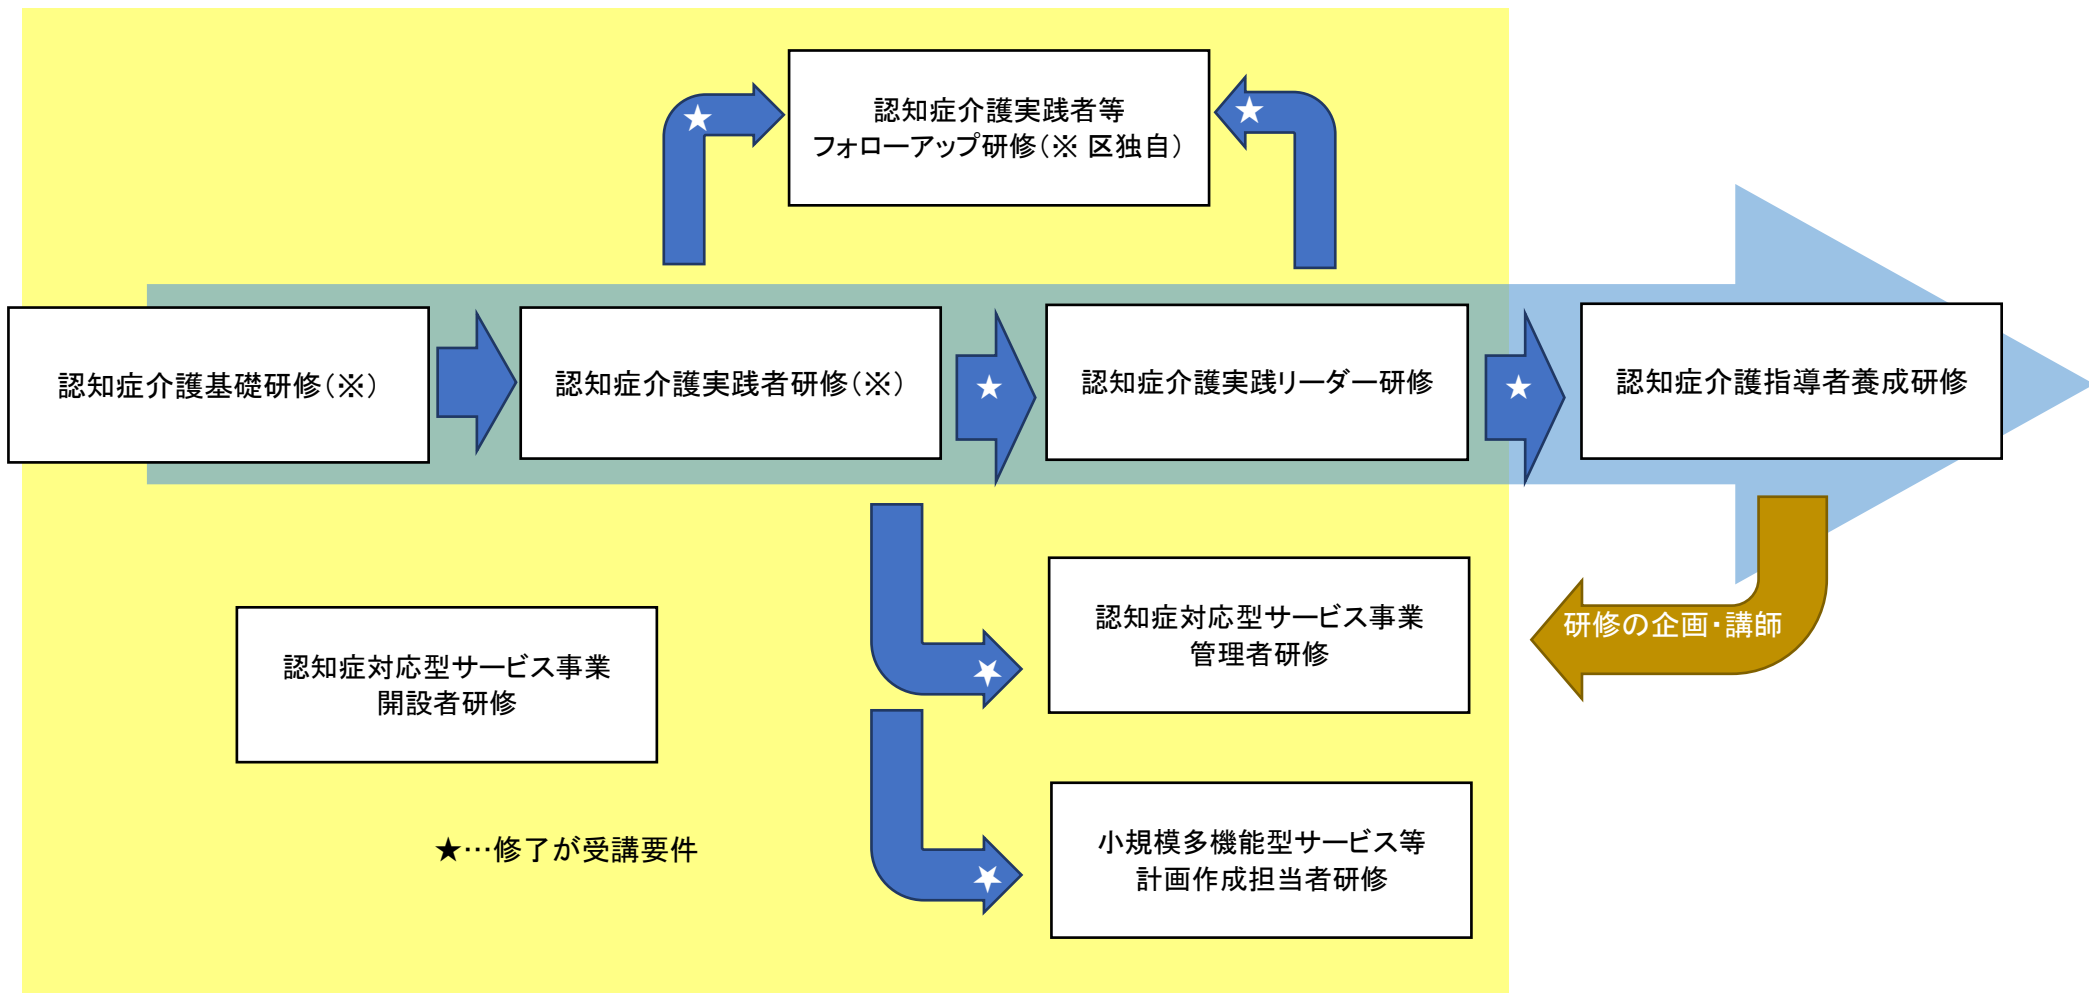 認知症介護実践者等
フォローアップ研修(※ 区独自)
★
★
認知症介護基礎研修(※)
認知症介護実践者研修(※)
★
認知症介護実践リーダー研修
★
認知症介護指導者養成研修
認知症対応型サービス事業
管理者研修
研修の企画・講師
認知症対応型サービス事業
開設者研修
★
小規模多機能型サービス等
計画作成担当者研修
★
★…修了が受講要件